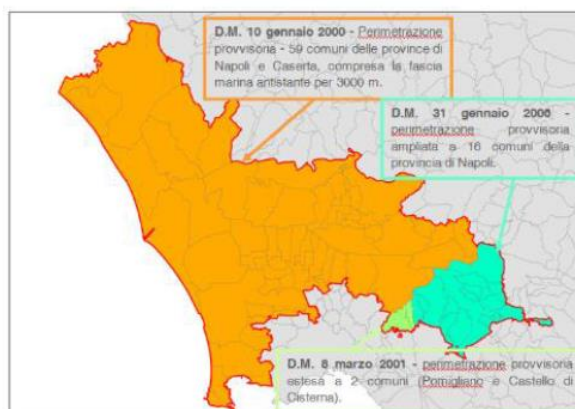 D.M. 10 gennaio 2000 - Perimetrazione
provvisoria - 59 comuni delle province di
Napoli e Caserta, compresa la fascia
marina antistante per 3000 m.
D.M. 31 gennaio 2006 -
perimetrazione provvisoria
ampliata a 16 comuni della
provincia di Napoli.
D.M. 8 marzo 2001 - perimetrazione provvisoria
estesa a 2 comuni (Pomigliano e Castello di
Cisterna).